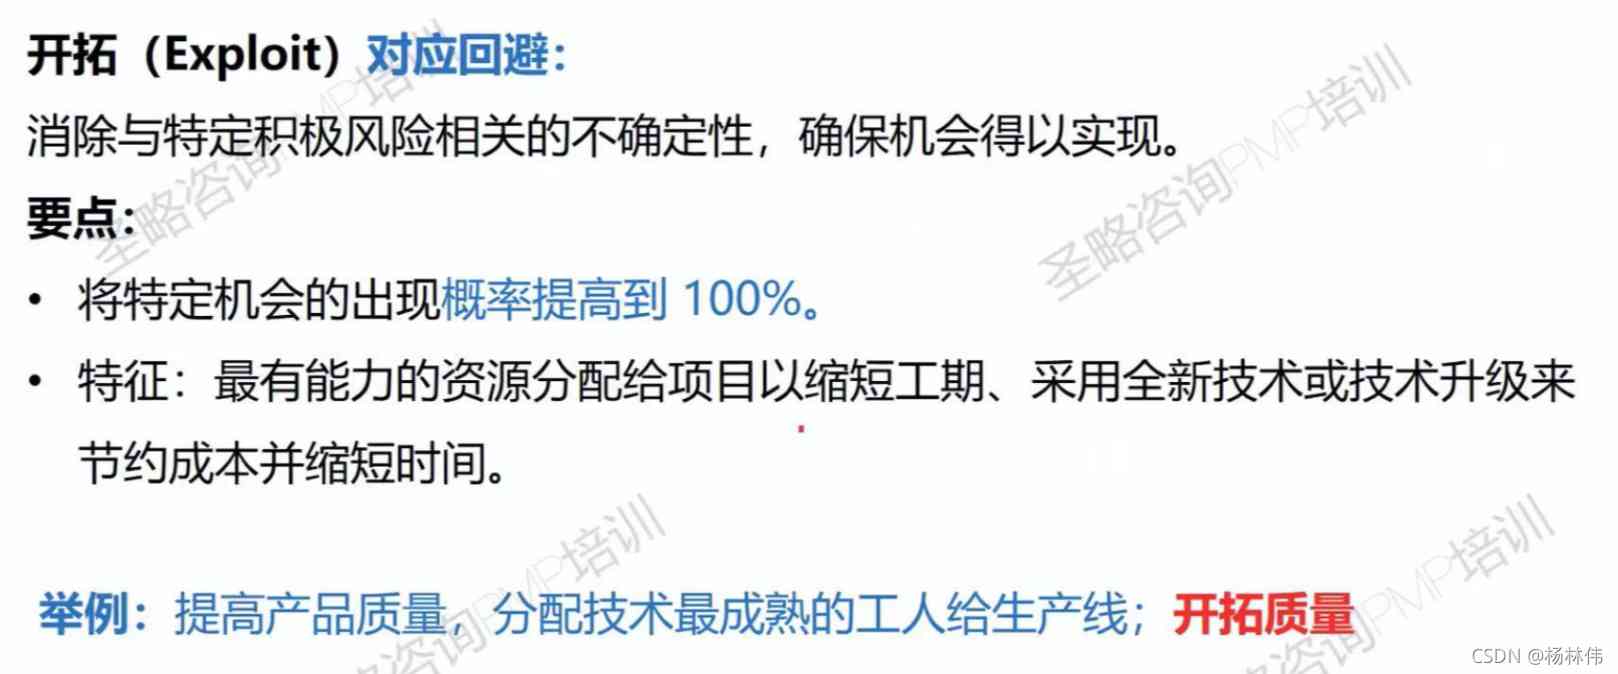 开拓（Exploit）对应回避：
消除与特定积极风险相关的不确定性，确保机会得以实现。
要点：
• 将特定机会的出现概率提高到 100%。
• 特征：最有能力的资源分配给项目以缩短工期、采用全新技术或技术升级来
节约成本并缩短时间。
举例：提高产品质量，分配技术最成熟的工人给生产线；开拓质量
圣略咨询PMP培训
圣略咨询PMP培训
咨询PMP培训
咨询PMP培训
CSDN @杨林伟